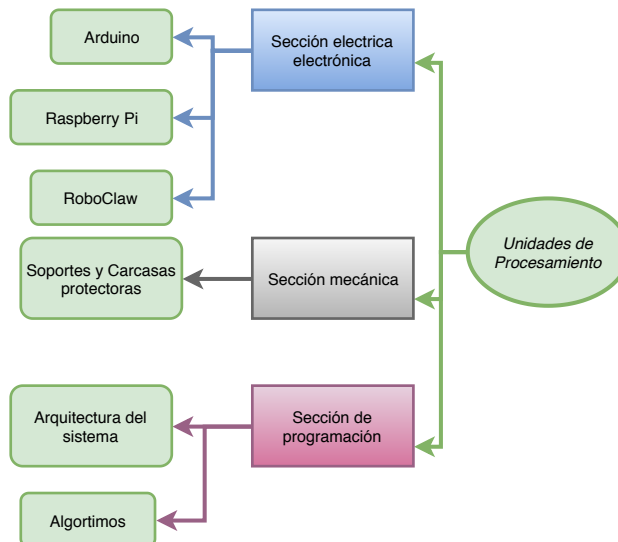 Arduino
Sección electrica
electrónica
Raspberry Pi
RoboClaw
Unidades de
Procesamiento
Soportes y Carcasas
protectoras
Sección mecánica
Arquitectura del
sistema
Sección de
programación
Algortimos